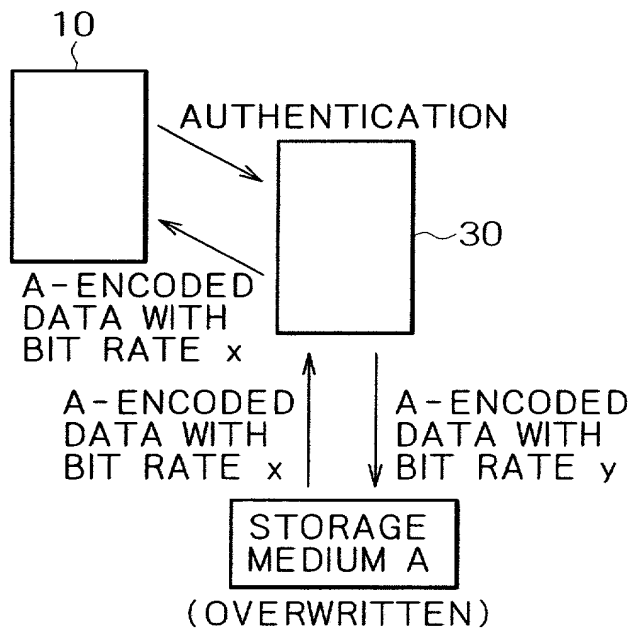 10
AUTHENTICATION
30
A-ENCODED
DATA WITH
BIT RATE x
A-ENCODED
DATA WITH
BIT RATE x
A-ENCODED
DATA WITH
BIT RATE y
STORAGE
MEDIUM A
(OVERWRITTEN)